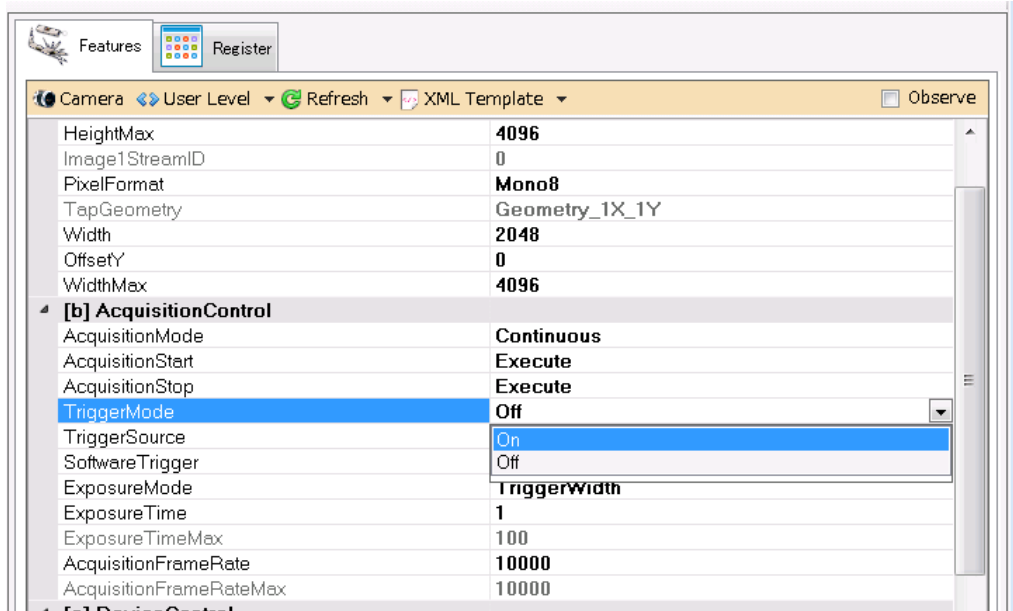 Features Register
Camera User Level Refresh XML Template Observe
HeightMax 4096
Image1StreamID 0
PixelFormat Mono8
TapGeometry Geometry_1X_1Y
Width 2048
OffsetY 0
WidthMax 4096
[b] AcquisitionControl
AcquisitionMode Continuous
AcquisitionStart Execute
AcquisitionStop Execute
TriggerMode Off
TriggerSource On
SoftwareTrigger Off
ExposureMode TriggerWidth
ExposureTime 1
ExposureTimeMax 100
AcquisitionFrameRate 10000
AcquisitionFrameRateMax 10000